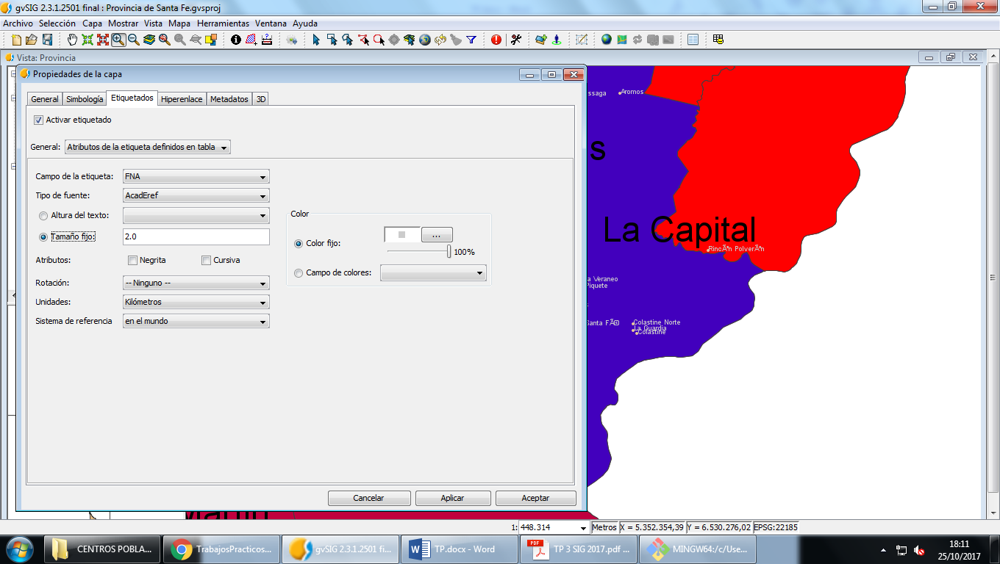 gvSIG 2.3.1.2501 final : Provincia de Santa Fe.gvsproj
Archivo Selección Capa Mostrar Vista Mapa Herramientas Ventana Ayuda
Vista: Provincia
Propiedades de la capa
General Simbología Etiquetados Hiperenlace Metadatos 3D
Activar etiquetado
General: Atributos de la etiqueta definidos en tabla
Campo de la etiqueta: FNA
Tipo de fuente: AcadEref
Altura del texto:
Tamaño fijo: 2.0
Atributos: Negrita Cursiva
Rotación: -- Ninguno --
Unidades: Kilómetros
Sistema de referencia en el mundo
Color
Color fijo: ...
100%
Campo de colores:
Cancelar Aplicar Aceptar
ssaga
Aromos
s
La Capital
RincÃ³n PolverÃ­n
a Veraneo
Piquete
Santa FÃ©
Colastine Norte
La Guardia
Colastine
1: 448.314 Metros X = 5.352.354,39 Y = 6.530.276,02 EPSG:22185
CENTROS POBLA...
TrabajosPracticos...
gvSIG 2.3.1.2501 fi...
TP.docx - Word
PDF
TP 3 SIG 2017.pdf ...
MINGW64:/c/Use...
18:11
25/10/2017